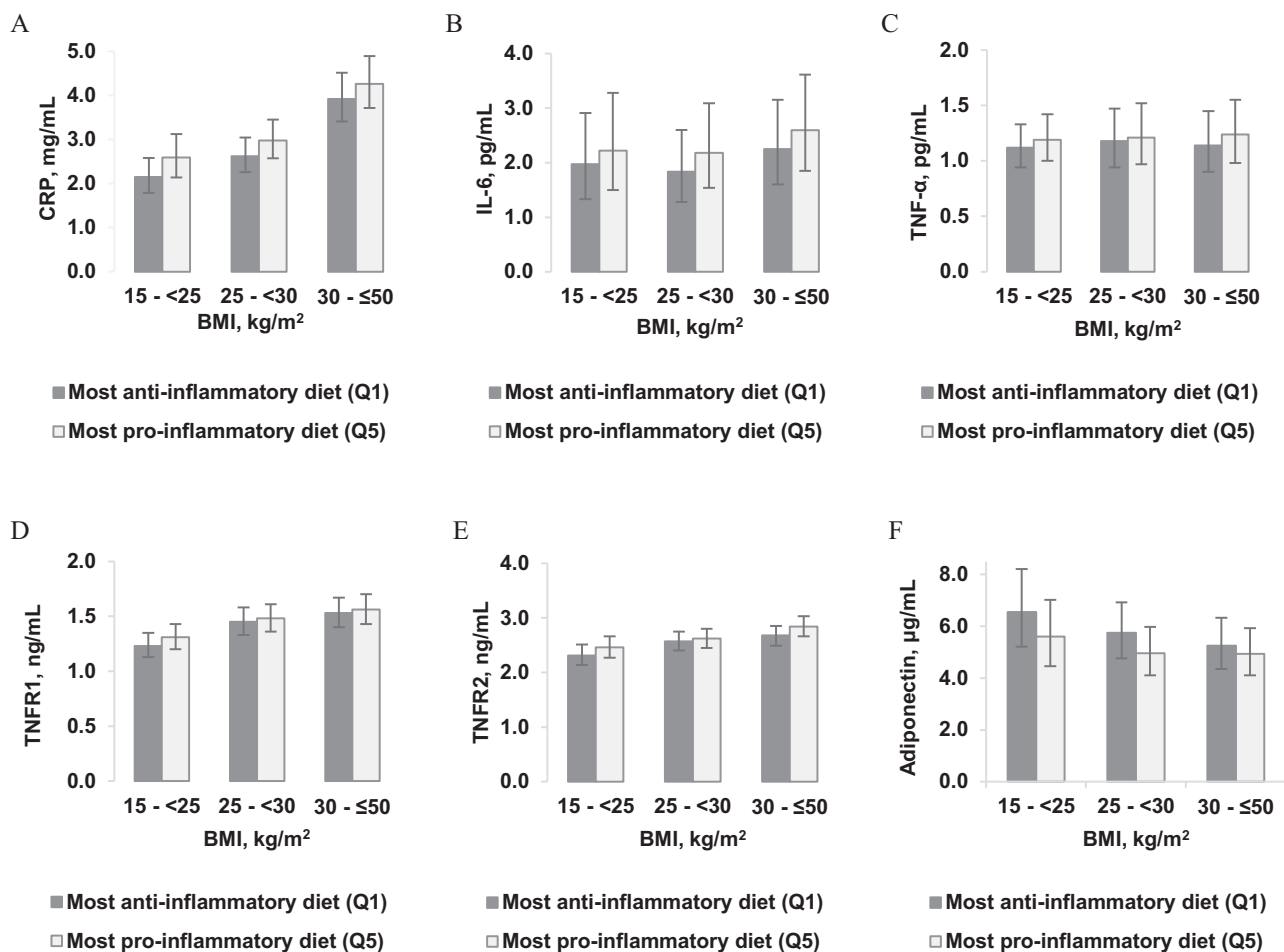 A
CRP, mg/mL
5.0
4.0
3.0
2.0
1.0
0.0
15 - <25 25 - <30 30 - ≤50
BMI, kg/m²
Most anti-inflammatory diet (Q1)
Most pro-inflammatory diet (Q5)
B
IL-6, pg/mL
4.0
3.0
2.0
1.0
0.0
15 - <25 25 - <30 30 - ≤50
BMI, kg/m²
Most anti-inflammatory diet (Q1)
Most pro-inflammatory diet (Q5)
C
TNF-α, pg/mL
2.0
1.5
1.0
0.5
0.0
15 - <25 25 - <30 30 - ≤50
BMI, kg/m²
Most anti-inflammatory diet (Q1)
Most pro-inflammatory diet (Q5)
D
TNFR1, ng/mL
2.0
1.5
1.0
0.5
0.0
15 - <25 25 - <30 30 - ≤50
BMI, kg/m²
Most anti-inflammatory diet (Q1)
Most pro-inflammatory diet (Q5)
E
TNFR2, ng/mL
4.0
3.0
2.0
1.0
0.0
15 - <25 25 - <30 30 - ≤50
BMI, kg/m²
Most anti-inflammatory diet (Q1)
Most pro-inflammatory diet (Q5)
F
Adiponectin, µg/mL
8.0
6.0
4.0
2.0
0.0
15 - <25 25 - <30 30 - ≤50
BMI, kg/m²
Most anti-inflammatory diet (Q1)
Most pro-inflammatory diet (Q5)